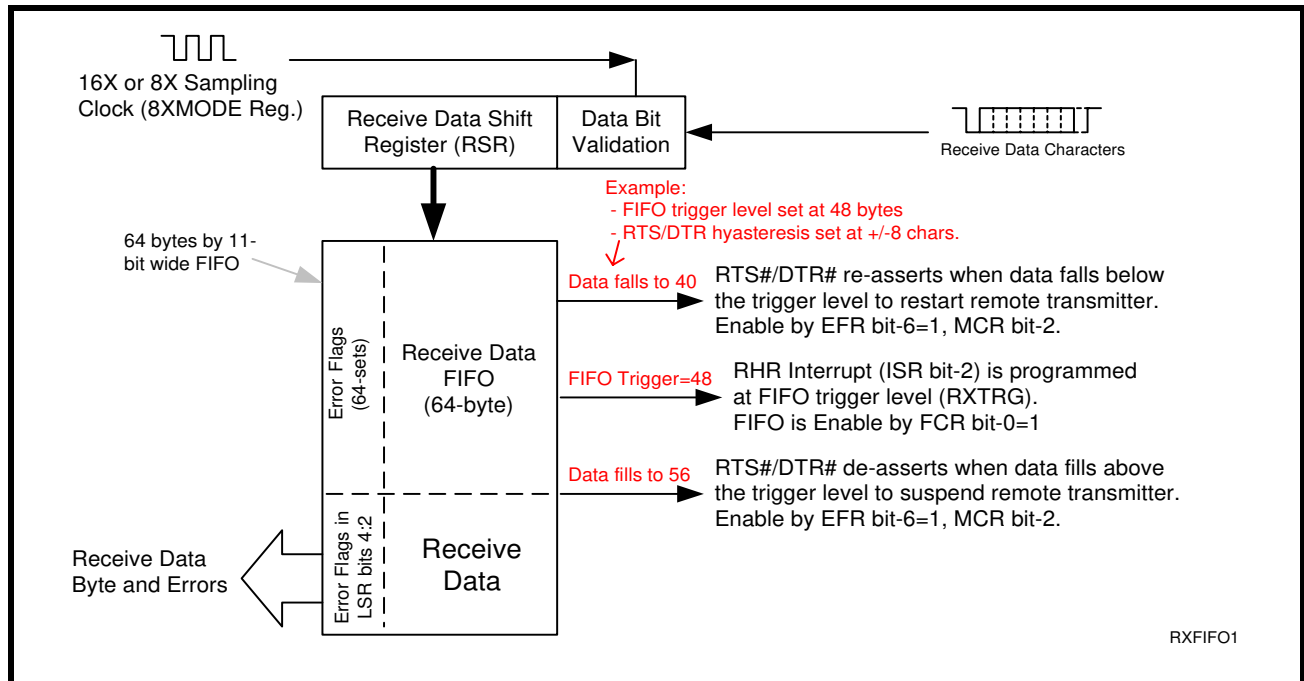 16X or 8X Sampling
Clock (8XMODE Reg.)
Receive Data Shift
Register (RSR)
Data Bit
Validation
Receive Data Characters
Example:
- FIFO trigger level set at 48 bytes
- RTS/DTR hyasteresis set at +/-8 chars.
64 bytes by 11-
bit wide FIFO
Data falls to 40
RTS#/DTR# re-asserts when data falls below
the trigger level to restart remote transmitter.
Enable by EFR bit-6=1, MCR bit-2.
Error Flags
(64-sets)
Receive Data
FIFO
(64-byte)
FIFO Trigger=48
RHR Interrupt (ISR bit-2) is programmed
at FIFO trigger level (RXTRG).
FIFO is Enable by FCR bit-0=1
Data fills to 56
RTS#/DTR# de-asserts when data fills above
the trigger level to suspend remote transmitter.
Enable by EFR bit-6=1, MCR bit-2.
Error Flags in
LSR bits 4:2
Receive
Data
Receive Data
Byte and Errors
RXFIFO1